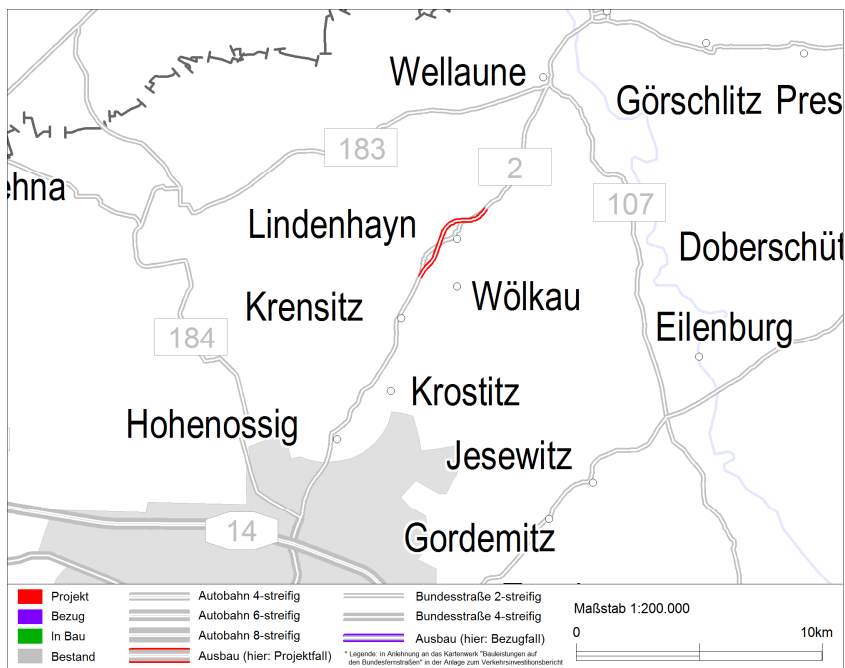 Wellaune
Görschlitz
Pres
183
2
107
ehna
Lindenhayn
Doberschüt
Krensitz
Wölkau
184
Eilenburg
Krostitz
Hohenossig
Jesewitz
14
Gordemitz
Projekt
Bezug
In Bau
Bestand
Autobahn 4-streifig
Autobahn 6-streifig
Autobahn 8-streifig
Ausbau (hier: Projektfall)
Bundesstraße 2-streifig
Bundesstraße 4-streifig
Ausbau (hier: Bezugfall)
* Legende: in Anlehnung an das Kartenwerk "Bauleistungen auf
den Bundesfernstraßen" in der Anlage zum Verkehrsinvestitionsbericht
Maßstab 1:200.000
0
10km